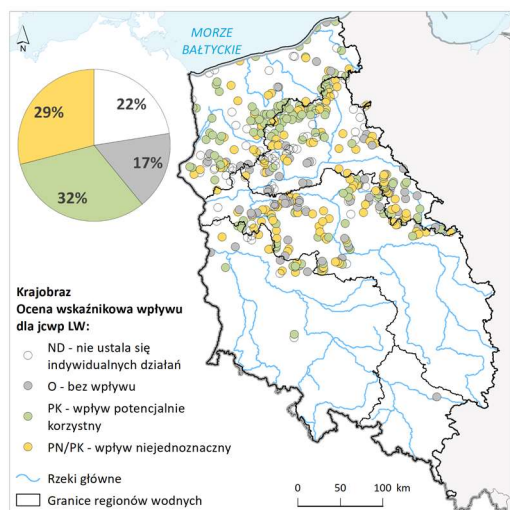 N
MORZE
BAŁTYCKIE
29%
22%
17%
32%
Krajobraz
Ocena wskaźnikowa wpływu
dla jcwp LW:
ND - nie ustala się
indywidualnych działań
O - bez wpływu
PK - wpływ potencjalnie
korzystny
PN/PK - wpływ niejednoznaczny
Rzeki główne
Granice regionów wodnych
0 50 100 km